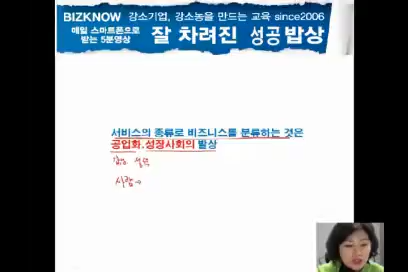 BIZKNOW 강소기업, 강소농을 만드는 교육 since2006
매일 스마트폰으로
받는 5분영상
잘 차려진 성공밥상
서비스의 종류로 비즈니스를 분류하는 것은
공업화.성장사회의 발상
사람→